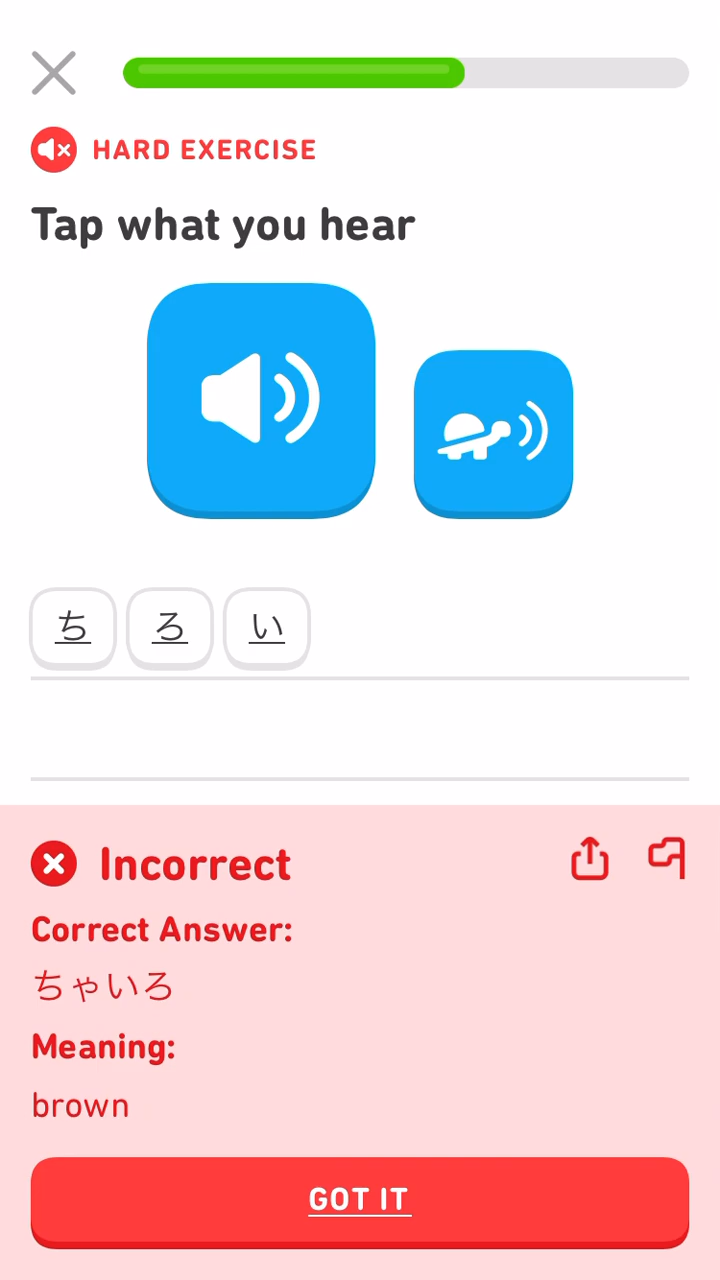 HARD EXERCISE
Tap what you hear
ち ろ い
Incorrect
Correct Answer:
ちゃいろ
Meaning:
brown
GOT IT